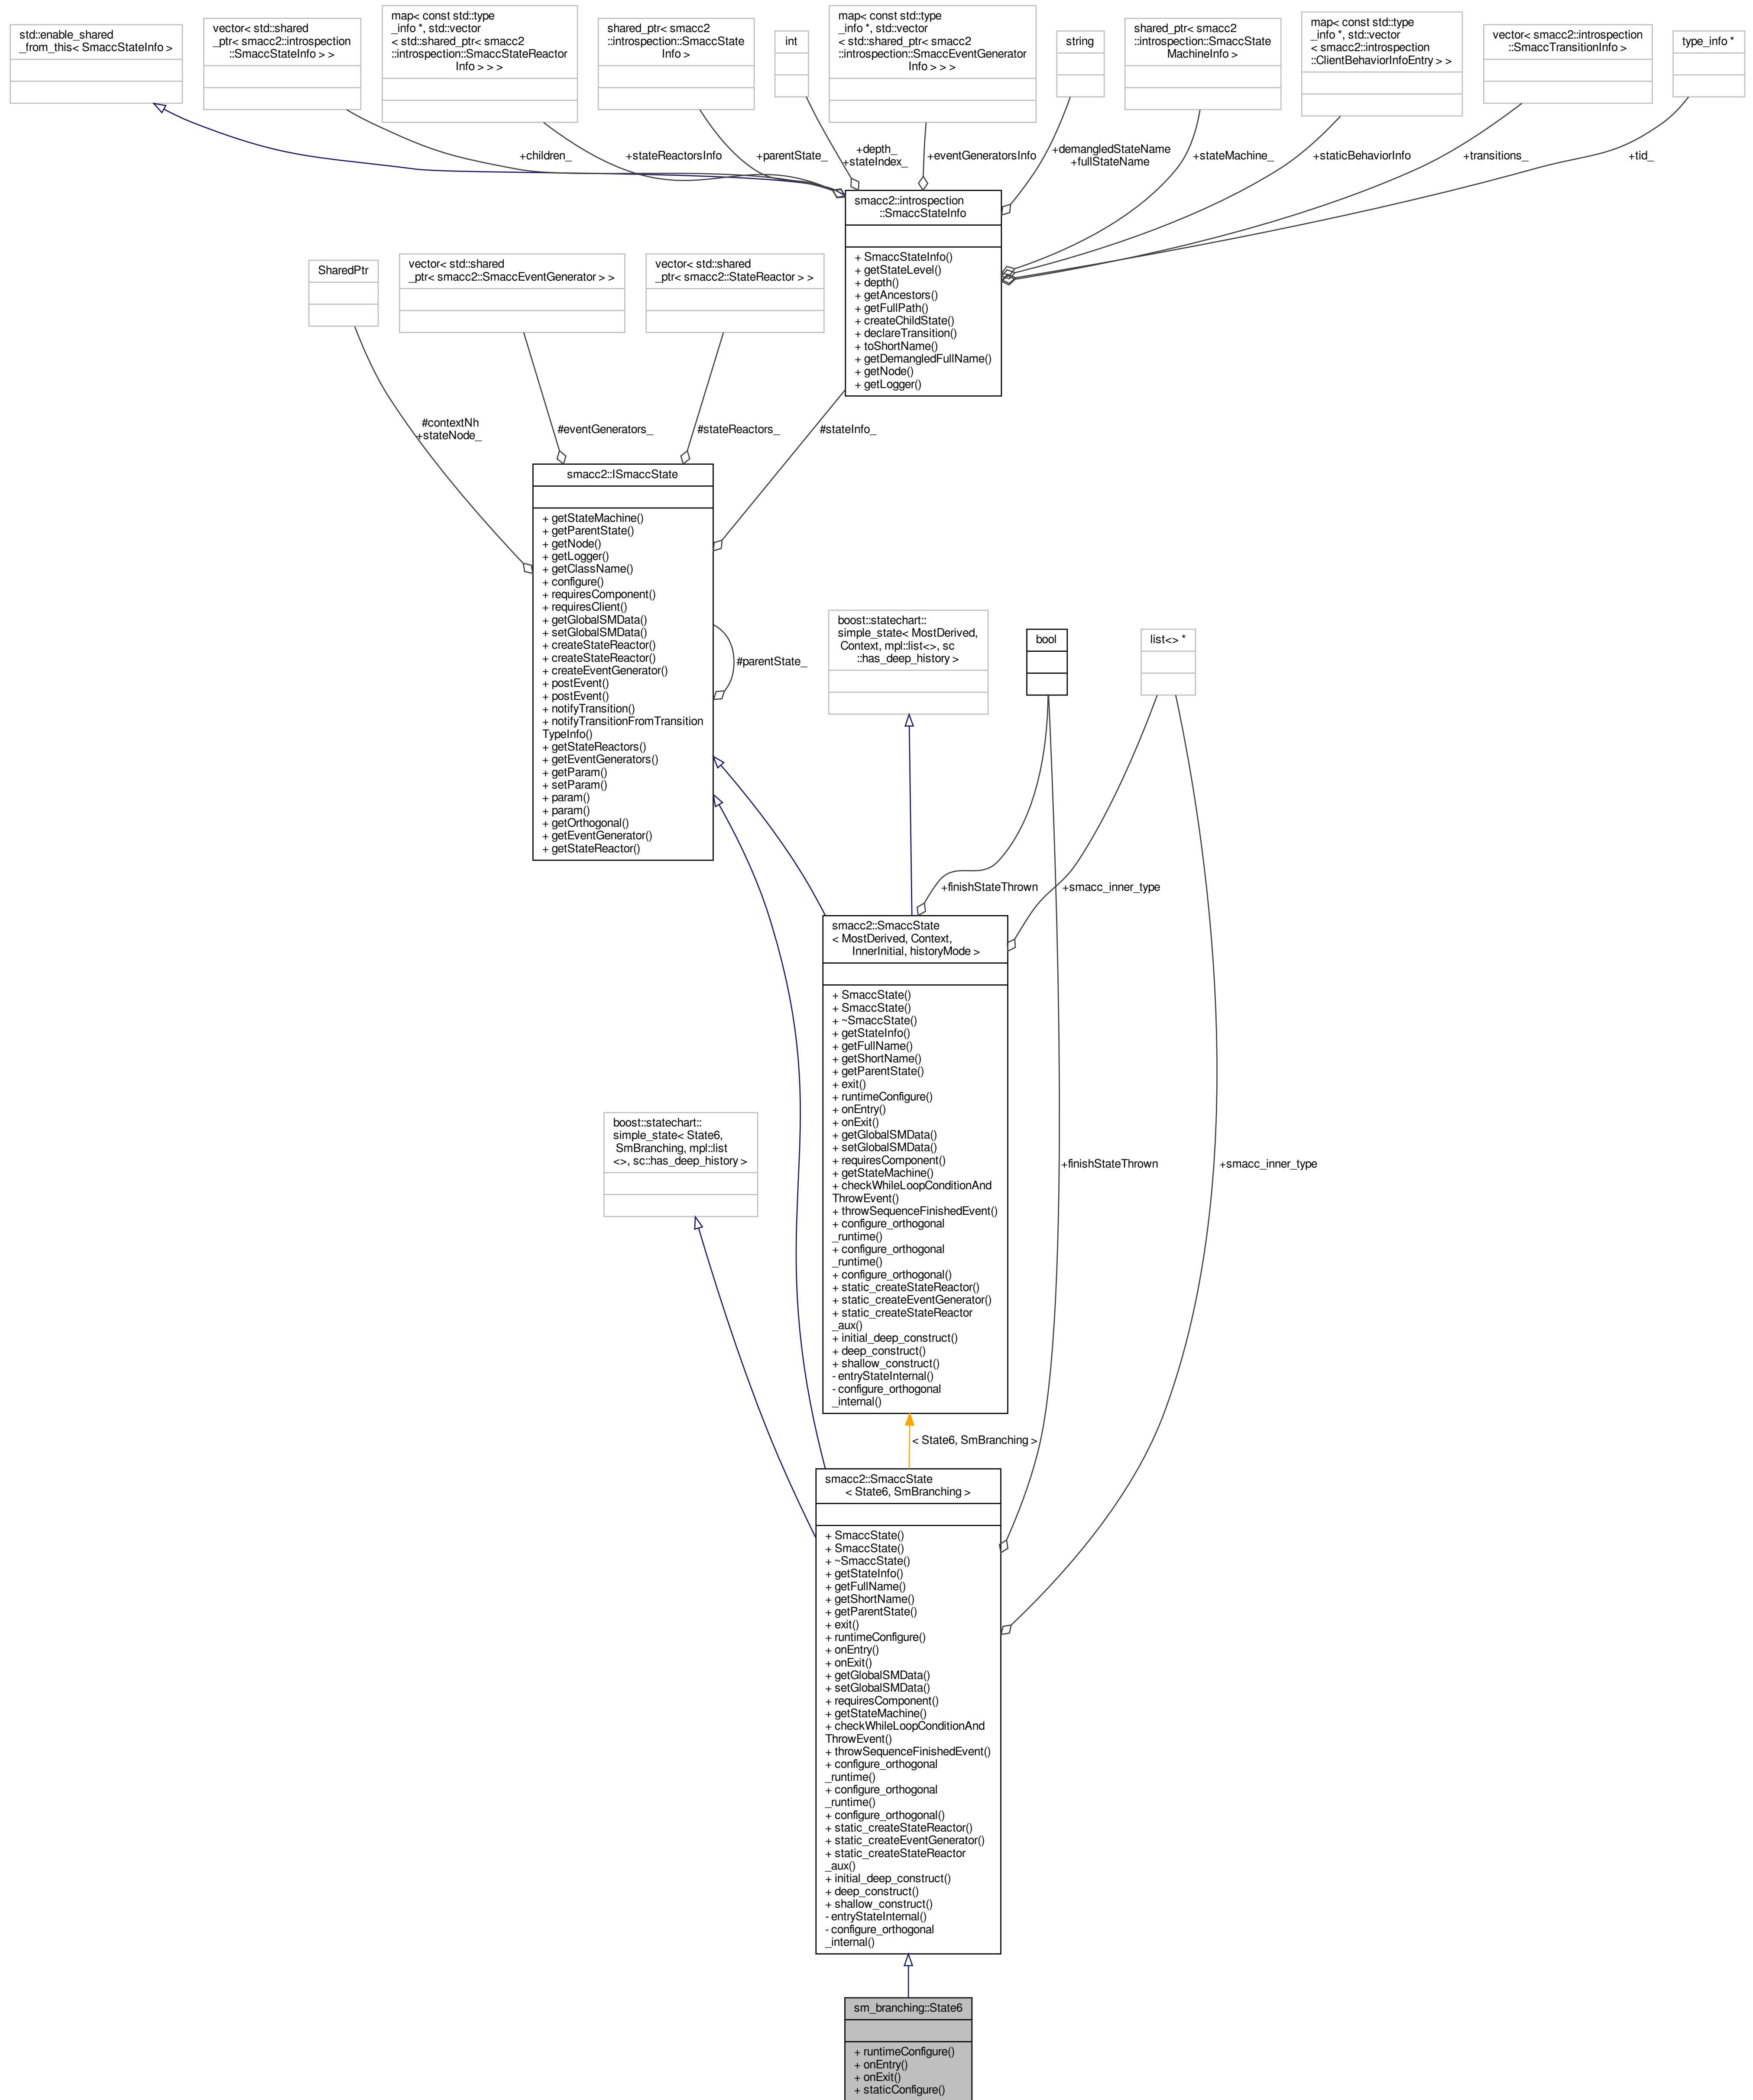 std::enable_shared
_from_this< SmaccStateInfo >
vector< std::shared
_ptr< smacc2::introspection
::SmaccStateInfo > >
map< const std::type
_info *, std::vector
< std::shared_ptr< smacc2
::introspection::SmaccStateReactor
Info > > >
shared_ptr< smacc2
::introspection::SmaccState
Info >
int
map< const std::type
_info *, std::vector
< std::shared_ptr< smacc2
::introspection::SmaccEventGenerator
Info > > >
string
shared_ptr< smacc2
::introspection::SmaccState
MachineInfo >
map< const std::type
_info *, std::vector
< smacc2::introspection
::ClientBehaviorInfoEntry > >
vector< smacc2::introspection
::SmaccTransitionInfo >
type_info *
+children_
+stateReactorsInfo
+parentState_
+depth_
+stateIndex_
+eventGeneratorsInfo
+demangledStateName
+fullStateName
+stateMachine_
+staticBehaviorInfo
+transitions_
+tid_
smacc2::introspection
::SmaccStateInfo
+ SmaccStateInfo()
+ getStateLevel()
+ depth()
+ getAncestors()
+ getFullPath()
+ createChildState()
+ declareTransition()
+ toShortName()
+ getDemangledFullName()
+ getNode()
+ getLogger()
SharedPtr
vector< std::shared
_ptr< smacc2::SmaccEventGenerator > >
vector< std::shared
_ptr< smacc2::StateReactor > >
#contextNh
+stateNode_
#eventGenerators_
#stateReactors_
#stateInfo_
smacc2::ISmaccState
+ getStateMachine()
+ getParentState()
+ getNode()
+ getLogger()
+ getClassName()
+ configure()
+ requiresComponent()
+ requiresClient()
+ getGlobalSMData()
+ setGlobalSMData()
+ createStateReactor()
+ createStateReactor()
+ createEventGenerator()
+ postEvent()
+ postEvent()
+ notifyTransition()
+ notifyTransitionFromTransition
TypeInfo()
+ getStateReactors()
+ getEventGenerators()
+ getParam()
+ setParam()
+ param()
+ param()
+ getOrthogonal()
+ getEventGenerator()
+ getStateReactor()
#parentState_
boost::statechart::
simple_state< MostDerived,
Context, mpl::list<>, sc
::has_deep_history >
bool
list<> *
+finishStateThrown
+smacc_inner_type
smacc2::SmaccState
< MostDerived, Context,
InnerInitial, historyMode >
+ SmaccState()
+ SmaccState()
+ ~SmaccState()
+ getStateInfo()
+ getFullName()
+ getShortName()
+ getParentState()
+ exit()
+ runtimeConfigure()
+ onEntry()
+ onExit()
+ getGlobalSMData()
+ setGlobalSMData()
+ requiresComponent()
+ getStateMachine()
+ checkWhileLoopConditionAnd
ThrowEvent()
+ throwSequenceFinishedEvent()
+ configure_orthogonal
_runtime()
+ configure_orthogonal
_runtime()
+ configure_orthogonal()
+ static_createStateReactor()
+ static_createEventGenerator()
+ static_createStateReactor
_aux()
+ initial_deep_construct()
+ deep_construct()
+ shallow_construct()
- entryStateInternal()
- configure_orthogonal
_internal()
boost::statechart::
simple_state< State6,
SmBranching, mpl::list
<>, sc::has_deep_history >
+finishStateThrown
+smacc_inner_type
< State6, SmBranching >
smacc2::SmaccState
< State6, SmBranching >
+ SmaccState()
+ SmaccState()
+ ~SmaccState()
+ getStateInfo()
+ getFullName()
+ getShortName()
+ getParentState()
+ exit()
+ runtimeConfigure()
+ onEntry()
+ onExit()
+ getGlobalSMData()
+ setGlobalSMData()
+ requiresComponent()
+ getStateMachine()
+ checkWhileLoopConditionAnd
ThrowEvent()
+ throwSequenceFinishedEvent()
+ configure_orthogonal
_runtime()
+ configure_orthogonal
_runtime()
+ configure_orthogonal()
+ static_createStateReactor()
+ static_createEventGenerator()
+ static_createStateReactor
_aux()
+ initial_deep_construct()
+ deep_construct()
+ shallow_construct()
- entryStateInternal()
- configure_orthogonal
_internal()
sm_branching::State6
+ runtimeConfigure()
+ onEntry()
+ onExit()
+ staticConfigure()